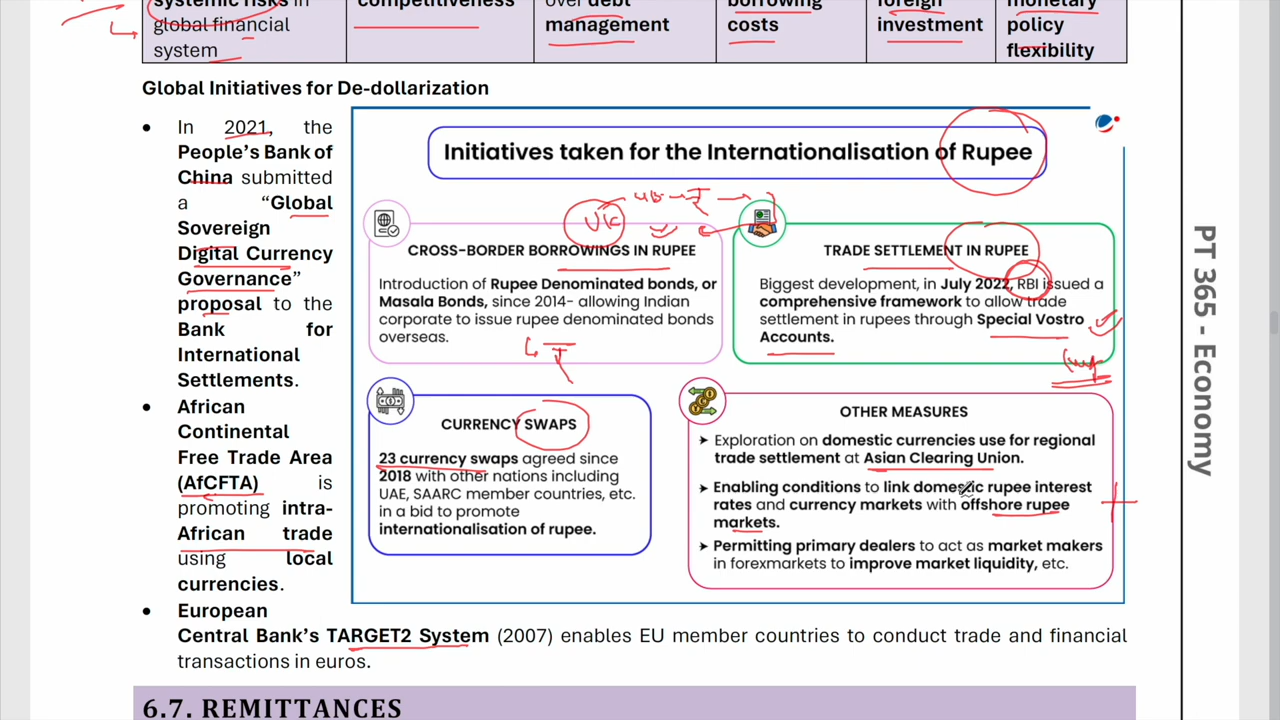 systemic risks in
global financial
system
competitiveness
over debt
management
borrowing
costs
foreign
investment
monetary
policy
flexibility
Global Initiatives for De-dollarization
• In 2021, the
People's Bank of
China submitted
a "Global
Sovereign
Digital Currency
Governance"
proposal to the
Bank for
International
Settlements.
• African
Continental
Free Trade Area
(AfCFTA) is
promoting intra-
African trade
using local
currencies.
• European
Central Bank's TARGET2 System (2007) enables EU member countries to conduct trade and financial
transactions in euros.
Initiatives taken for the Internationalisation of Rupee
UK
₹
CROSS-BORDER BORROWINGS IN RUPEE
Introduction of Rupee Denominated bonds, or
Masala Bonds, since 2014- allowing Indian
corporate to issue rupee denominated bonds
overseas.
₹
TRADE SETTLEMENT IN RUPEE
Biggest development, in July 2022, RBI issued a
comprehensive framework to allow trade
settlement in rupees through Special Vostro
Accounts.
CURRENCY SWAPS
23 currency swaps agreed since
2018 with other nations including
UAE, SAARC member countries, etc.
in a bid to promote
internationalisation of rupee.
OTHER MEASURES
➤ Exploration on domestic currencies use for regional
trade settlement at Asian Clearing Union.
➤ Enabling conditions to link domestic rupee interest
rates and currency markets with offshore rupee
markets.
➤ Permitting primary dealers to act as market makers
in forexmarkets to improve market liquidity, etc.
6.7. REMITTANCES
PT 365 - Economy